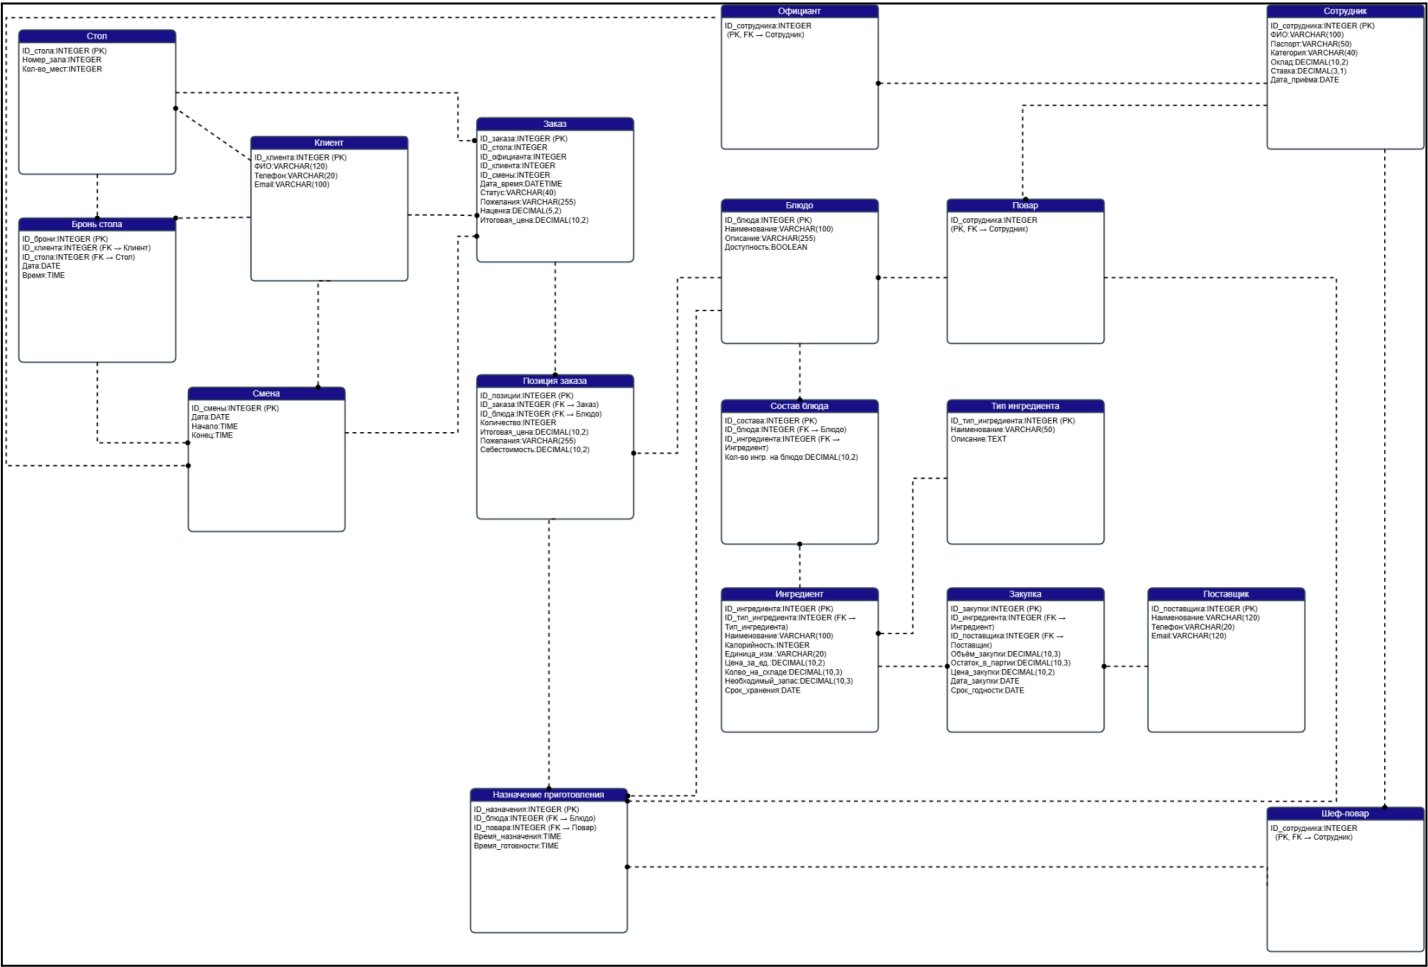 Официант
ID_сотрудника:INTEGER
(PK, FK → Сотрудник)
Сотрудник
ID_сотрудника:INTEGER (PK)
ФИО:VARCHAR(100)
Паспорт:VARCHAR(50)
Категория:VARCHAR(40)
Оклад:DECIMAL(10,2)
Ставка:DECIMAL(3,1)
Дата_приёма:DATE
Стол
ID_стола:INTEGER (PK)
Номер_зала:INTEGER
Кол-во_мест:INTEGER
Клиент
ID_клиента:INTEGER (PK)
ФИО:VARCHAR(120)
Телефон:VARCHAR(20)
Email:VARCHAR(100)
Заказ
ID_заказа:INTEGER (PK)
ID_стола:INTEGER
ID_официанта:INTEGER
ID_клиента:INTEGER
ID_смены:INTEGER
Дата_время:DATETIME
Статус:VARCHAR(40)
Пожелания:VARCHAR(255)
Наценка:DECIMAL(5,2)
Итоговая_цена:DECIMAL(10,2)
Блюдо
ID_блюда:INTEGER (PK)
Наименование:VARCHAR(100)
Описание:VARCHAR(255)
Доступность:BOOLEAN
Повар
ID_сотрудника:INTEGER
(PK, FK → Сотрудник)
Бронь стола
ID_брони:INTEGER (PK)
ID_клиента:INTEGER (FK → Клиент)
ID_стола:INTEGER (FK → Стол)
Дата:DATE
Время:TIME
Смена
ID_смены:INTEGER (PK)
Дата:DATE
Начало:TIME
Конец:TIME
Позиция заказа
ID_позиции:INTEGER (PK)
ID_заказа:INTEGER (FK → Заказ)
ID_блюда:INTEGER (FK → Блюдо)
Количество:INTEGER
Итоговая_цена:DECIMAL(10,2)
Пожелания:VARCHAR(255)
Себестоимость:DECIMAL(10,2)
Состав блюда
ID_состава:INTEGER (PK)
ID_блюда:INTEGER (FK → Блюдо)
ID_ингредиента:INTEGER (FK →
Ингредиент)
Кол-во ингр. на блюдо:DECIMAL(10,2)
Тип ингредиента
ID_тип_ингредиента:INTEGER (PK)
Наименование:VARCHAR(50)
Описание:TEXT
Ингредиент
ID_ингредиента:INTEGER (PK)
ID_тип_ингредиента:INTEGER (FK →
Тип_ингредиента)
Наименование:VARCHAR(100)
Калорийность:INTEGER
Единица_изм.:VARCHAR(20)
Цена_за_ед.:DECIMAL(10,2)
Колво_на_складе:DECIMAL(10,3)
Необходимый_запас:DECIMAL(10,3)
Срок_хранения:DATE
Закупка
ID_закупки:INTEGER (PK)
ID_ингредиента:INTEGER (FK →
Ингредиент)
ID_поставщика:INTEGER (FK →
Поставщик)
Объём_закупки:DECIMAL(10,3)
Остаток_в_партии:DECIMAL(10,3)
Цена_закупки:DECIMAL(10,2)
Дата_закупки:DATE
Срок_годности:DATE
Поставщик
ID_поставщика:INTEGER (PK)
Наименование:VARCHAR(120)
Телефон:VARCHAR(20)
Email:VARCHAR(120)
Назначение приготовления
ID_назначения:INTEGER (PK)
ID_блюда:INTEGER (FK → Блюдо)
ID_повара:INTEGER (FK → Повар)
Время_назначения:TIME
Время_готовности:TIME
Шеф-повар
ID_сотрудника:INTEGER
(PK, FK → Сотрудник)